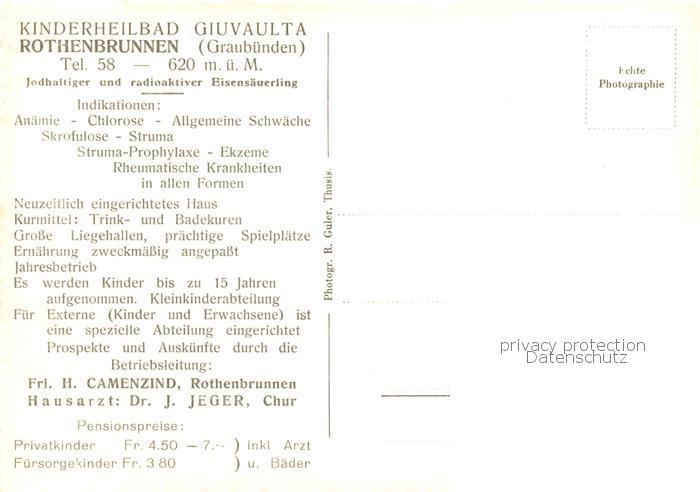 KINDERHEILBAD GIUVAULTA
ROTHENBRUNNEN (Graubünden)
Tel. 58 — 620 m. ü. M.
Jodhaltiger und radioaktiver Eisensäuerling
Indikationen:
Anämie - Chlorose - Allgemeine Schwäche
Skrofulose - Struma
Struma-Prophylaxe - Ekzeme
Rheumatische Krankheiten
in allen Formen
Neuzeitlich eingerichtetes Haus
Kurmittel: Trink- und Badekuren
Große Liegehallen, prächtige Spielplätze
Ernährung zweckmäßig angepaßt
Jahresbetrieb
Es werden Kinder bis zu 15 Jahren
aufgenommen. Kleinkinderabteilung
Für Externe (Kinder und Erwachsene) ist
eine spezielle Abteilung eingerichtet
Prospekte und Auskünfte durch die
Betriebsleitung:
Frl. H. CAMENZIND, Rothenbrunnen
Hausarzt: Dr. J. JEGER, Chur
Pensionspreise:
Privatkinder Fr. 4.50 — 7.-- ) inkl Arzt
Fürsorgekinder Fr. 3 80 ) u. Bäder
Photogr. R. Guler, Thusis.
Echte
Photographie
privacy protection
Datenschutz